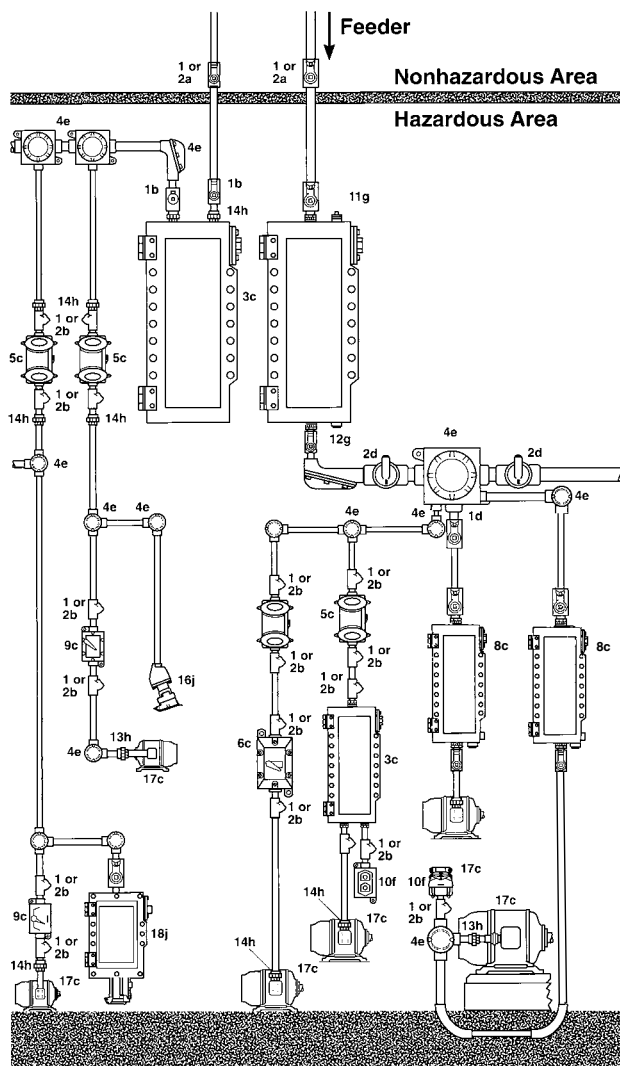 Feeder
1 or
2a
1 or
2a
Nonhazardous Area
Hazardous Area
4e
4e
1b
1b
14h
11g
3c
14h
1 or
2b
5c
5c
1 or
2b
14h
14h
12g
4e
2d
2d
4e
4e
4e
4e
1d
4e
4e
1 or
2b
1 or
2b
5c
1 or
2b
9c
8c
8c
1 or
2b
1 or
2b
1 or
2b
16j
1 or
2b
6c
13h
4e
17c
3c
1 or
2b
1 or
2b
17c
10f
10f
17c
1 or
2b
1 or
2b
14h
17c
13h
4e
9c
18j
1 or
2b
14h
14h
17c
17c